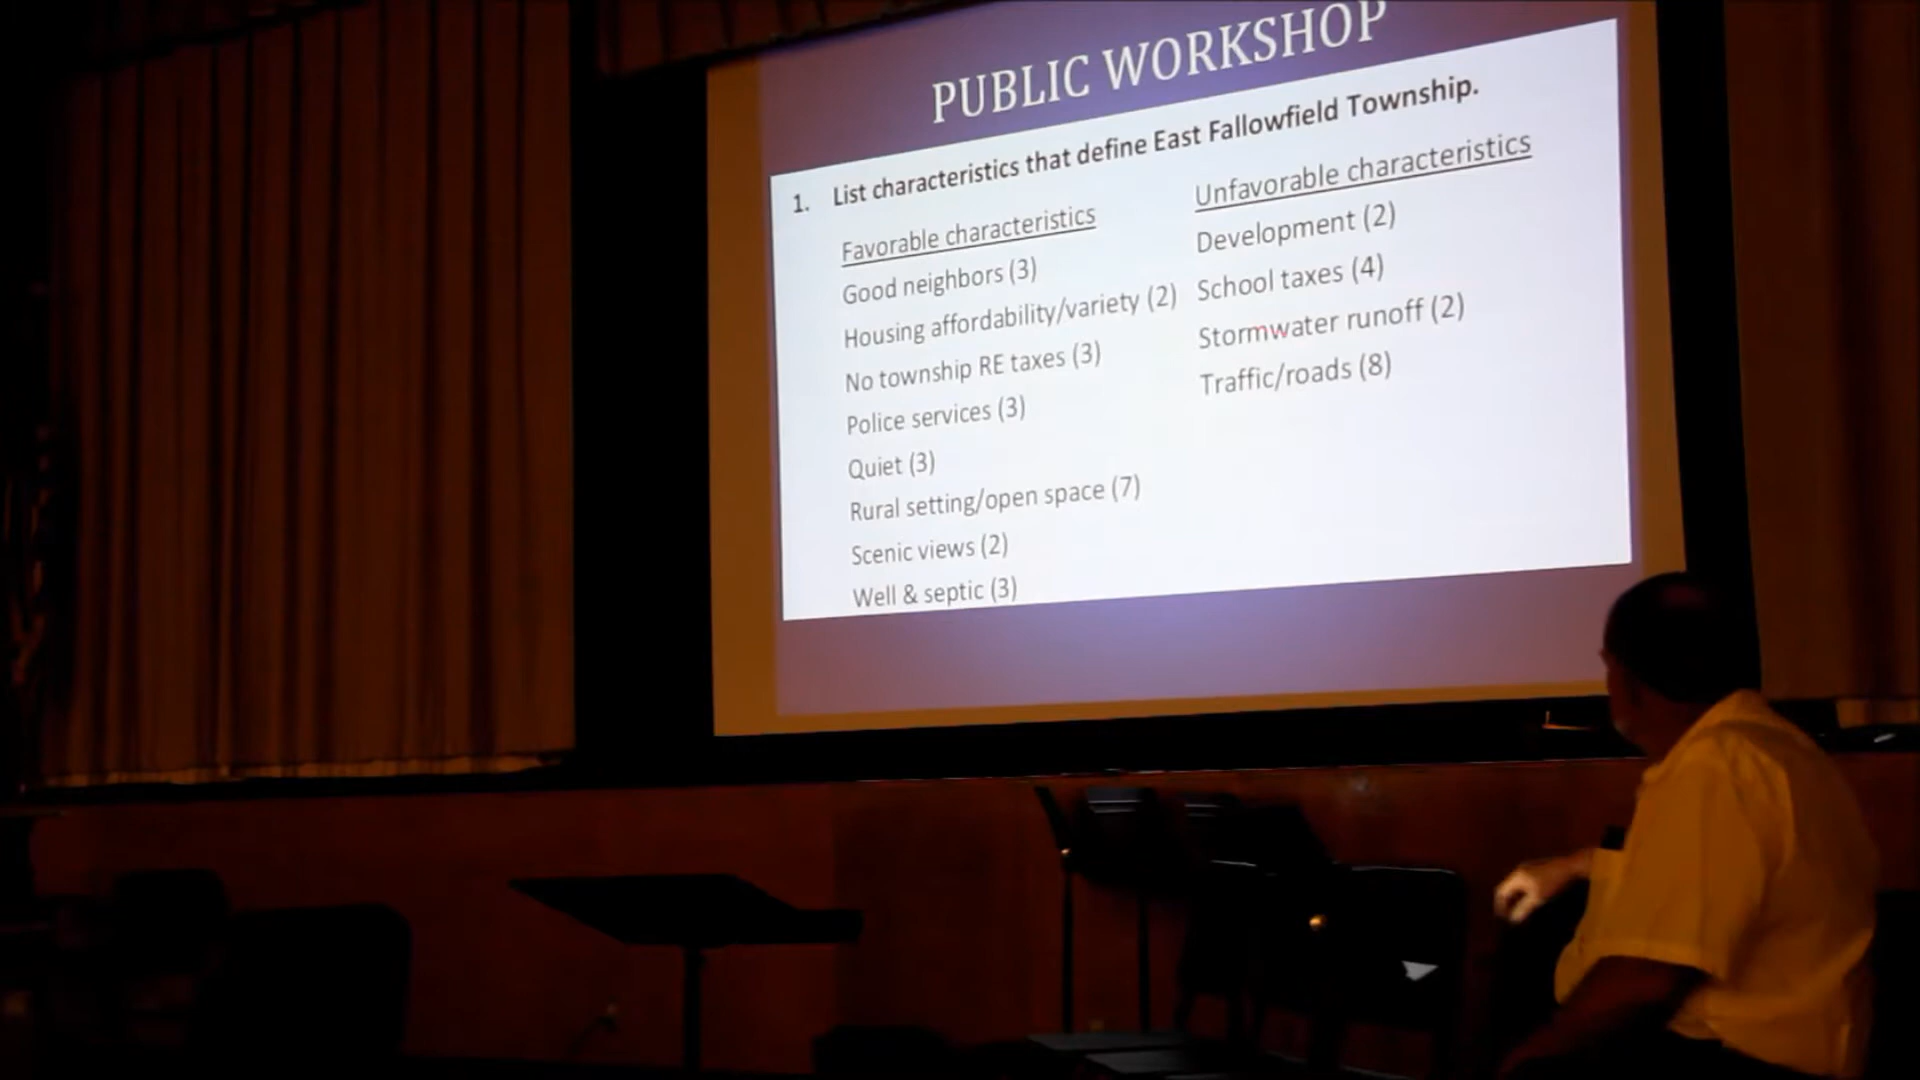 PUBLIC WORKSHOP
1. List characteristics that define East Fallowfield Township.
Favorable characteristics
Good neighbors (3)
Housing affordability/variety (2)
No township RE taxes (3)
Police services (3)
Quiet (3)
Rural setting/open space (7)
Scenic views (2)
Well & septic (3)
Unfavorable characteristics
Development (2)
School taxes (4)
Stormwater runoff (2)
Traffic/roads (8)